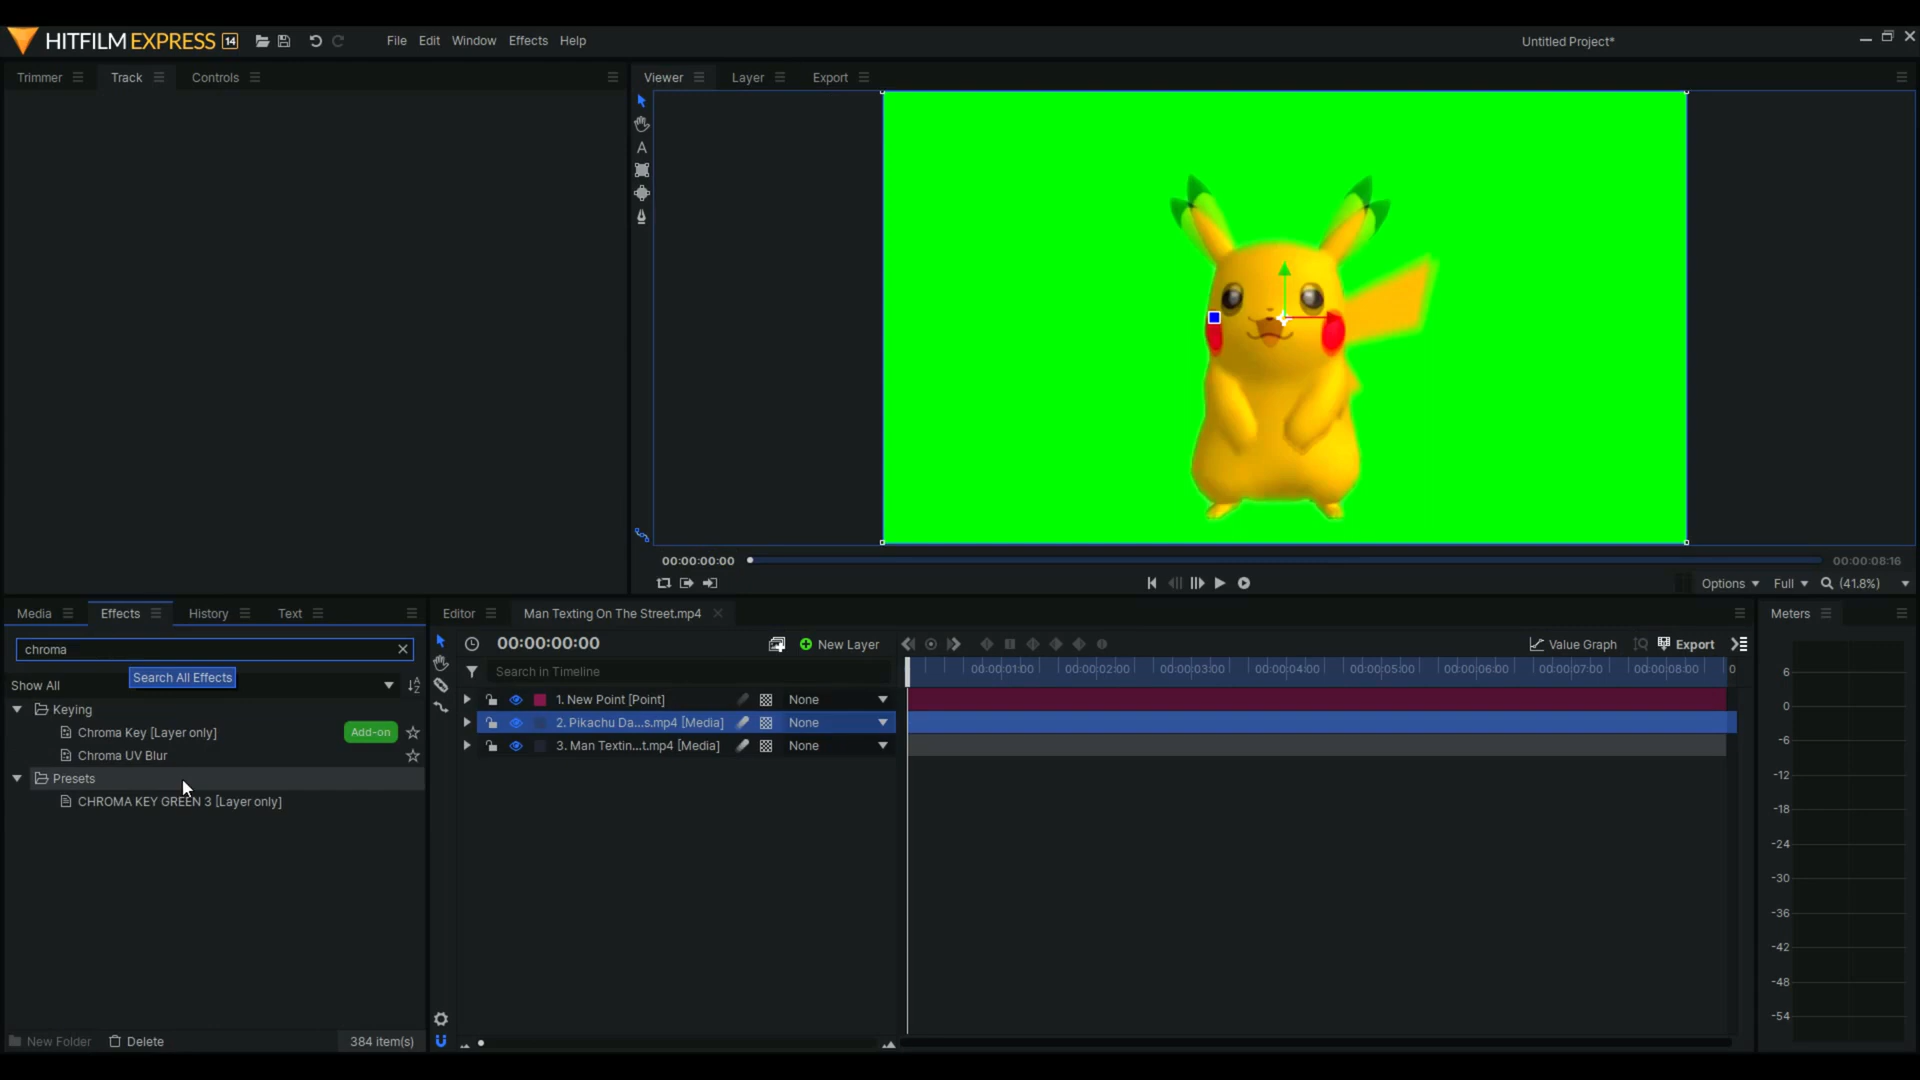 HITFILM EXPRESS 14
File Edit Window Effects Help
Untitled Project*
Trimmer Track Controls
Viewer Layer Export
A
00:00:00:00
00:00:08:16
Options Full (41.8%)
Media Effects History Text
chroma
Search All Effects
Show All
Keying
Chroma Key [Layer only] Add-on
Chroma UV Blur
Presets
CHROMA KEY GREEN 3 [Layer only]
New Folder Delete 384 item(s)
Editor Man Texting On The Street.mp4
00:00:00:00 New Layer Value Graph Export
Search in Timeline
00:00:01:00 00:00:02:00 00:00:03:00 00:00:04:00 00:00:05:00 00:00:06:00 00:00:07:00 00:00:08:00 0
1. New Point [Point] None
2. Pikachu Da...s.mp4 [Media] None
3. Man Textin...t.mp4 [Media] None
Meters
6
0
-6
-12
-18
-24
-30
-36
-42
-48
-54